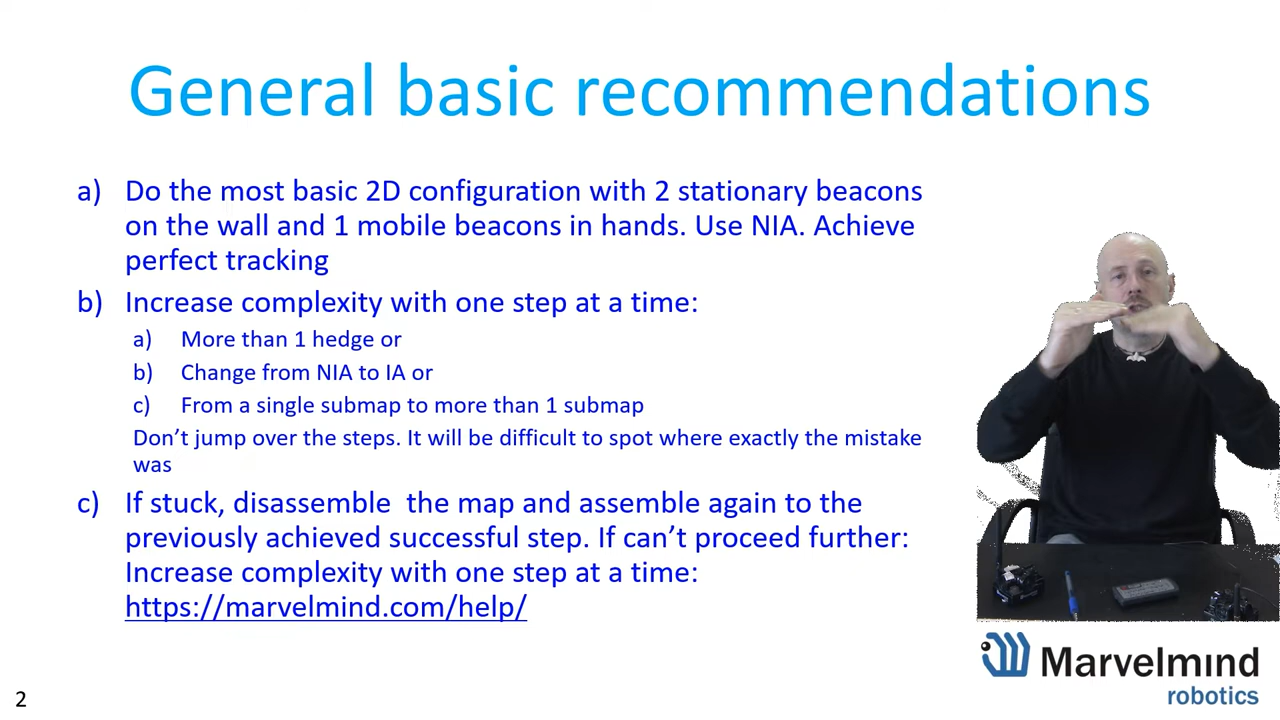 General basic recommendations
a) Do the most basic 2D configuration with 2 stationary beacons
on the wall and 1 mobile beacons in hands. Use NIA. Achieve
perfect tracking
b) Increase complexity with one step at a time:
a) More than 1 hedge or
b) Change from NIA to IA or
c) From a single submap to more than 1 submap
Don’t jump over the steps. It will be difficult to spot where exactly the mistake
was
c) If stuck, disassemble the map and assemble again to the
previously achieved successful step. If can’t proceed further:
Increase complexity with one step at a time:
https://marvelmind.com/help/
Marvelmind
robotics
2